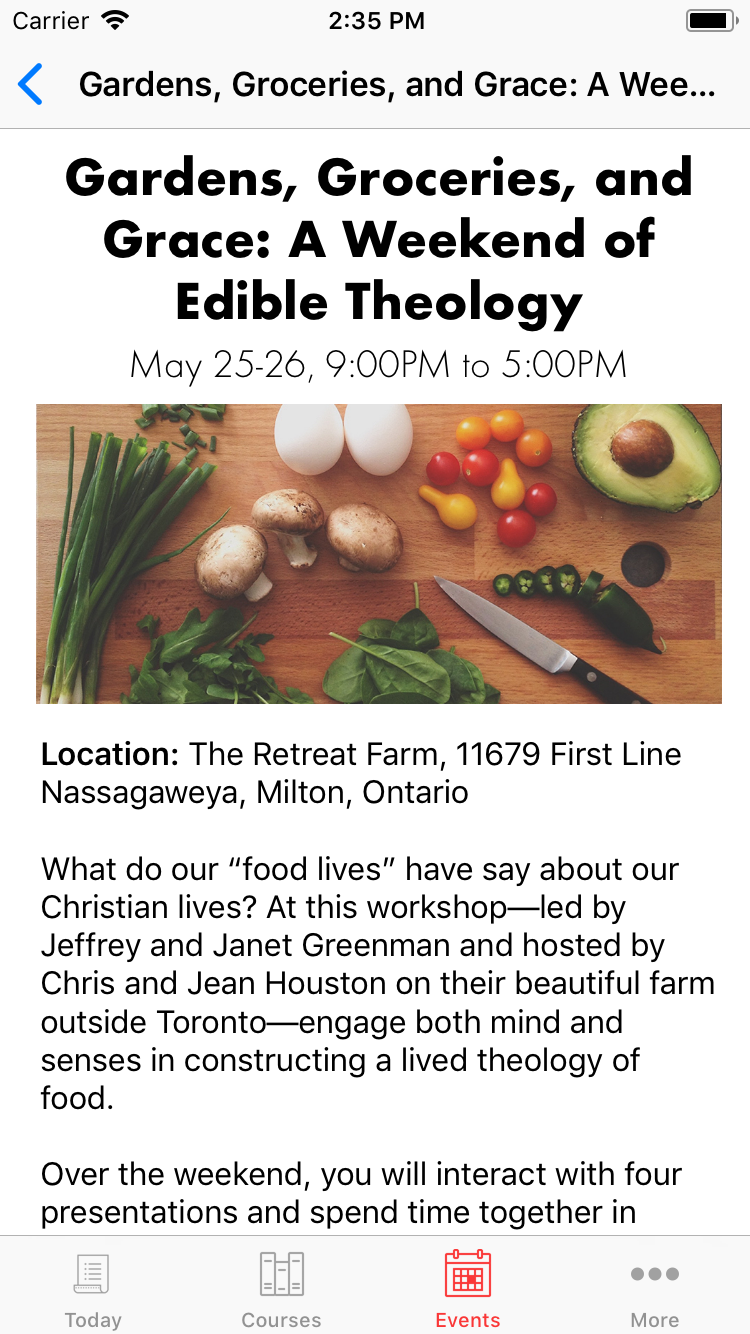 Carrier 2:35 PM
Gardens, Groceries, and Grace: A Wee...
Gardens, Groceries, and
Grace: A Weekend of
Edible Theology
May 25-26, 9:00PM to 5:00PM
Location: The Retreat Farm, 11679 First Line
Nassagaweya, Milton, Ontario
What do our “food lives” have say about our
Christian lives? At this workshop—led by
Jeffrey and Janet Greenman and hosted by
Chris and Jean Houston on their beautiful farm
outside Toronto—engage both mind and
senses in constructing a lived theology of
food.
Over the weekend, you will interact with four
presentations and spend time together in
Today Courses Events More